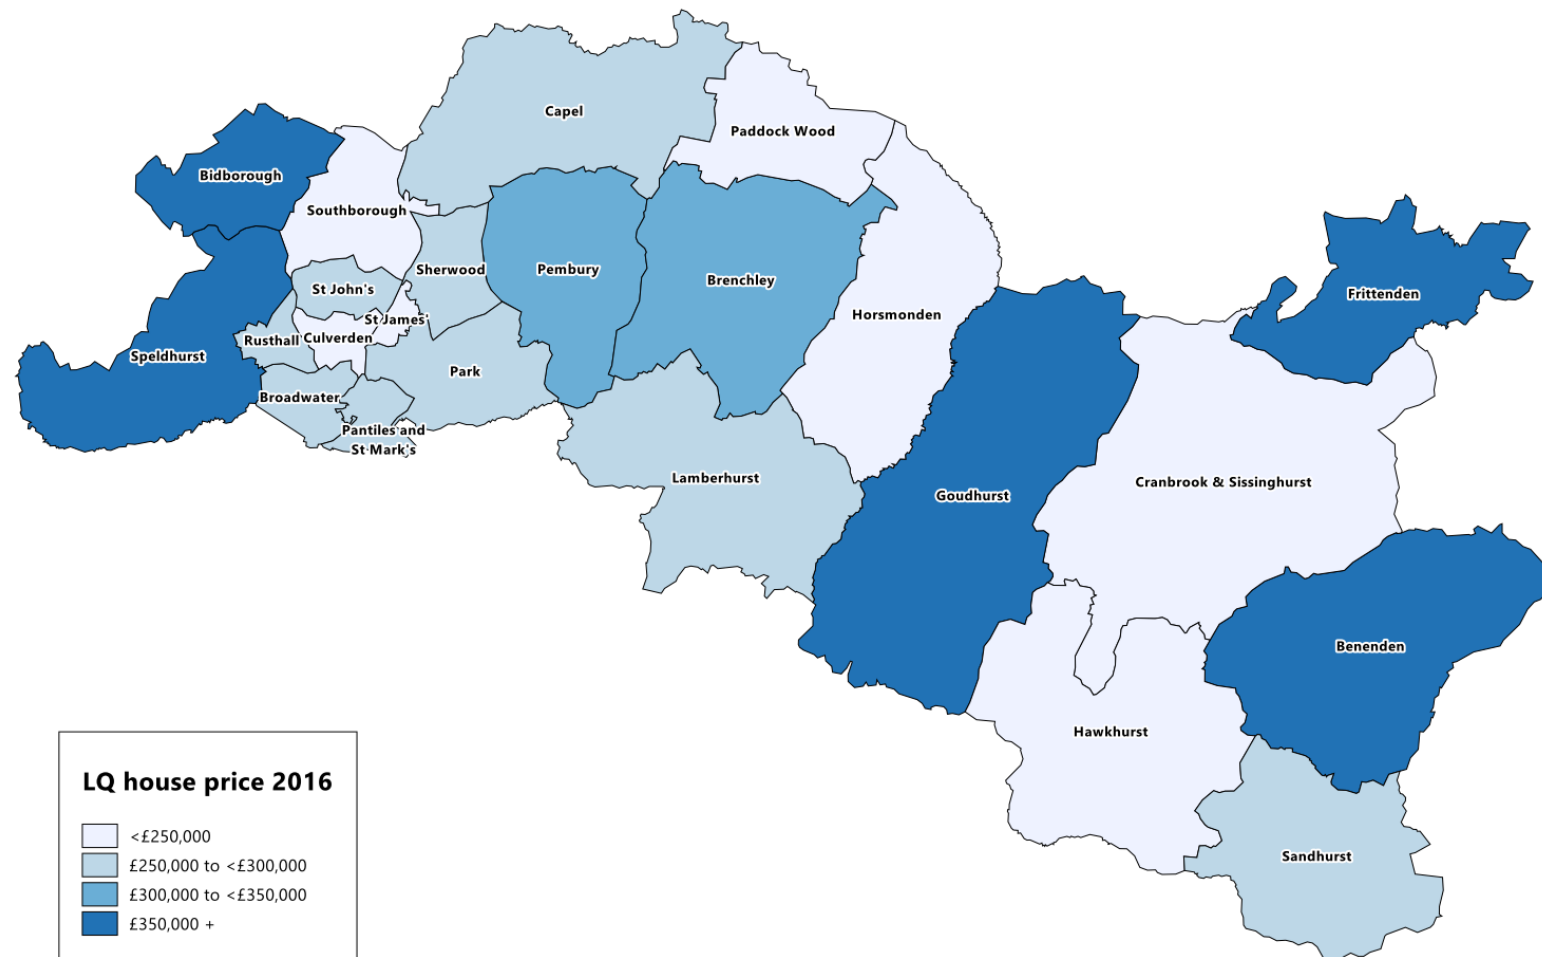 Capel
Paddock Wood
Bidborough
Southborough
Sherwood
Pembury
Brenchley
St John's
Frittenden
Horsmonden
St James'
Rusthall
Culverden
Speldhurst
Park
Broadwater
Pantiles and
St Mark's
Lamberhurst
Cranbrook & Sissinghurst
Goudhurst
Benenden
Hawkhurst
Sandhurst
LQ house price 2016
<£250,000
£250,000 to <£300,000
£300,000 to <£350,000
£350,000 +